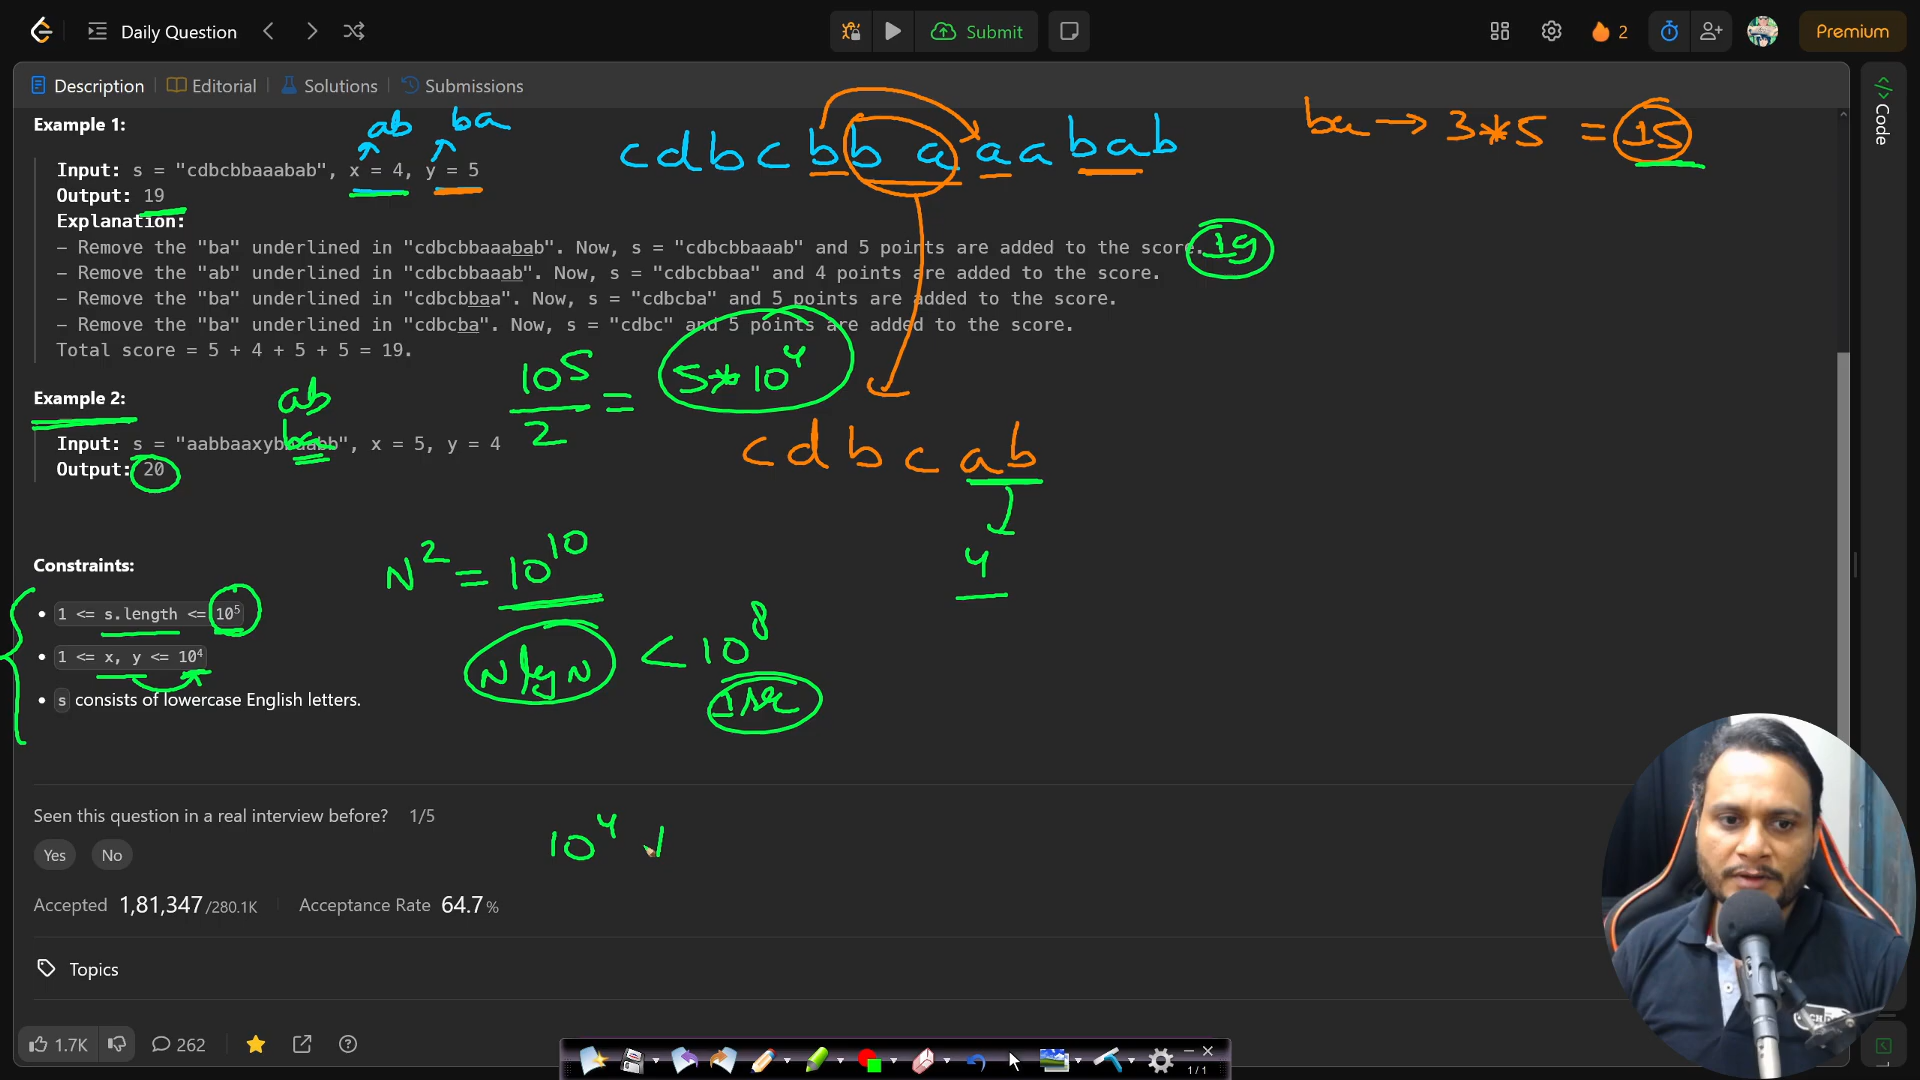 Daily Question
Submit
2
Premium
Description
Editorial
Solutions
Submissions
Code
Example 1:
ab
ba
Input: s = "cdbcbbaaabab", x = 4, y = 5
Output: 19
Explanation:
- Remove the "ba" underlined in "cdbcbbaaabab". Now, s = "cdbcbbaaab" and 5 points are added to the score.
- Remove the "ab" underlined in "cdbcbbaaab". Now, s = "cdbcbbaa" and 4 points are added to the score.
- Remove the "ba" underlined in "cdbcbbaa". Now, s = "cdbcba" and 5 points are added to the score.
- Remove the "ba" underlined in "cdbcba". Now, s = "cdbc" and 5 points are added to the score.
Total score = 5 + 4 + 5 + 5 = 19.
cdbcbbaaabab
ba → 3*5 = 15
19
Example 2:
ab
ba
Input: s = "aabbaaxybbaabb", x = 5, y = 4
Output: 20
10^5
2
=
5*10^4
cdbcab
4
Constraints:
1 <= s.length <= 10^5
1 <= x, y <= 10^4
s consists of lowercase English letters.
N^2 = 10^10
N log N < 10^8
1sec
10^4
Seen this question in a real interview before? 1/5
Yes
No
Accepted 1,81,347/280.1K
Acceptance Rate 64.7%
Topics
1.7K
262
1/1